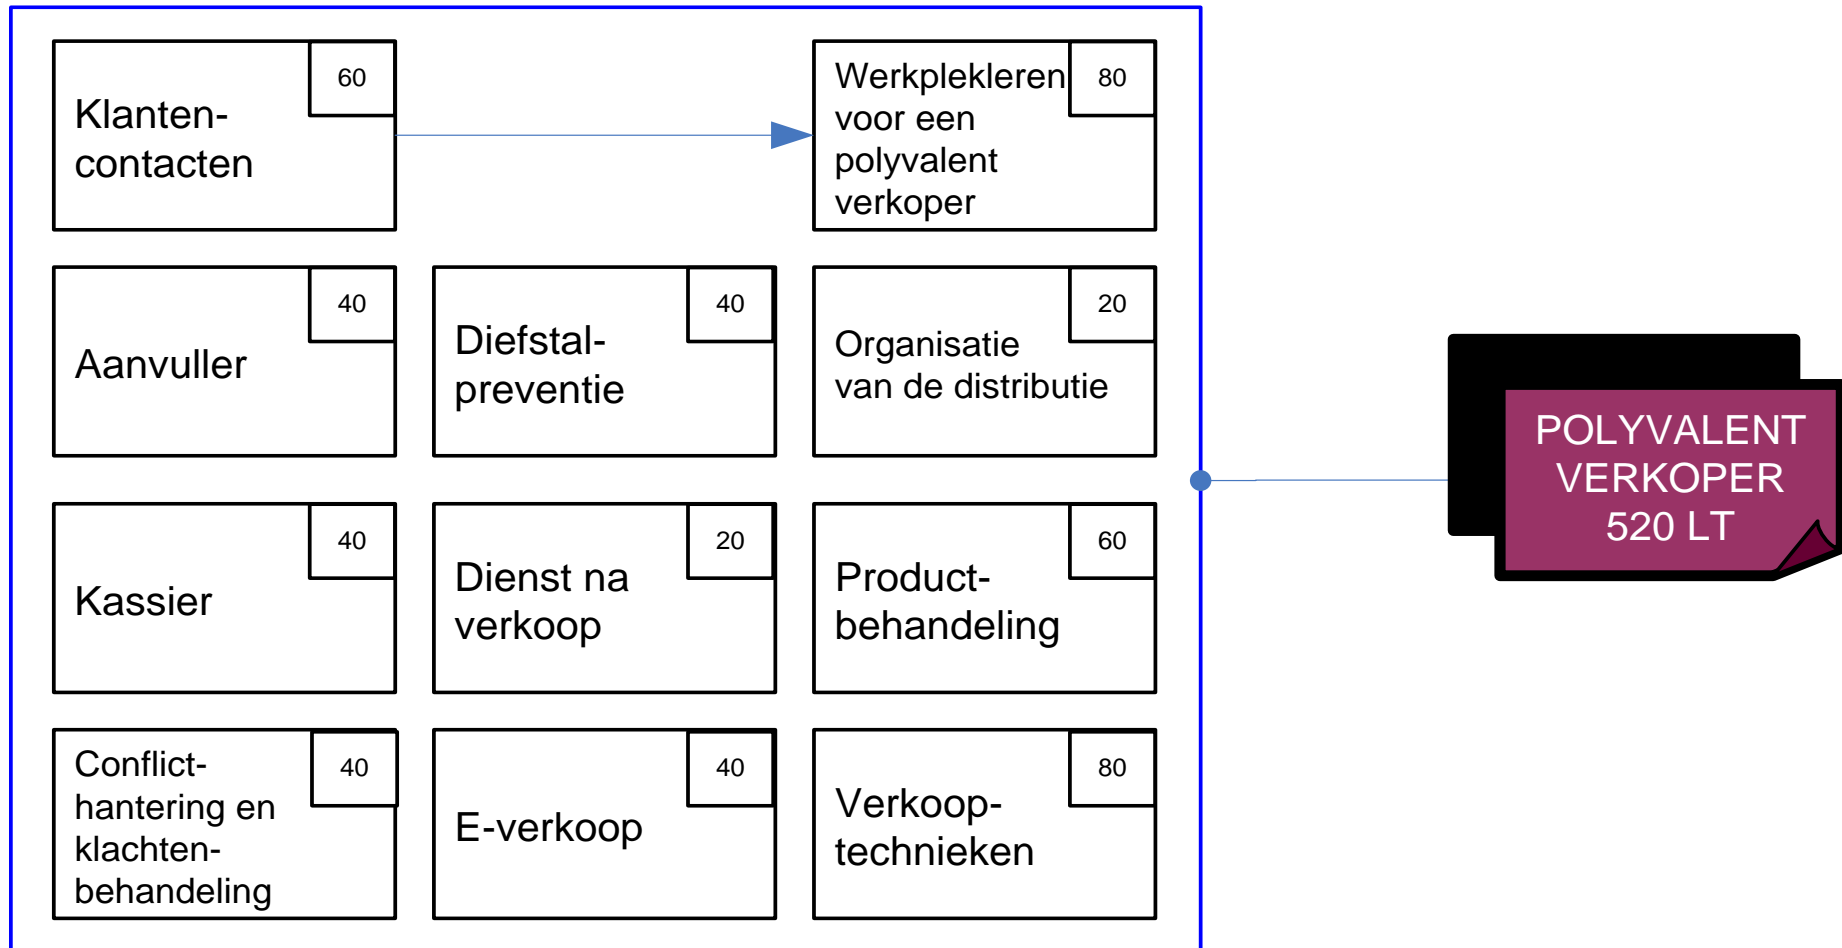 60
Klanten-
contacten
80
Werkplekleren
voor een
polyvalent
verkoper
40
Aanvuller
40
Diefstal-
preventie
20
Organisatie
van de distributie
40
Kassier
20
Dienst na
verkoop
60
Product-
behandeling
40
Conflict-
hantering en
klachten-
behandeling
40
E-verkoop
80
Verkoop-
technieken
POLYVALENT
VERKOPER
520 LT